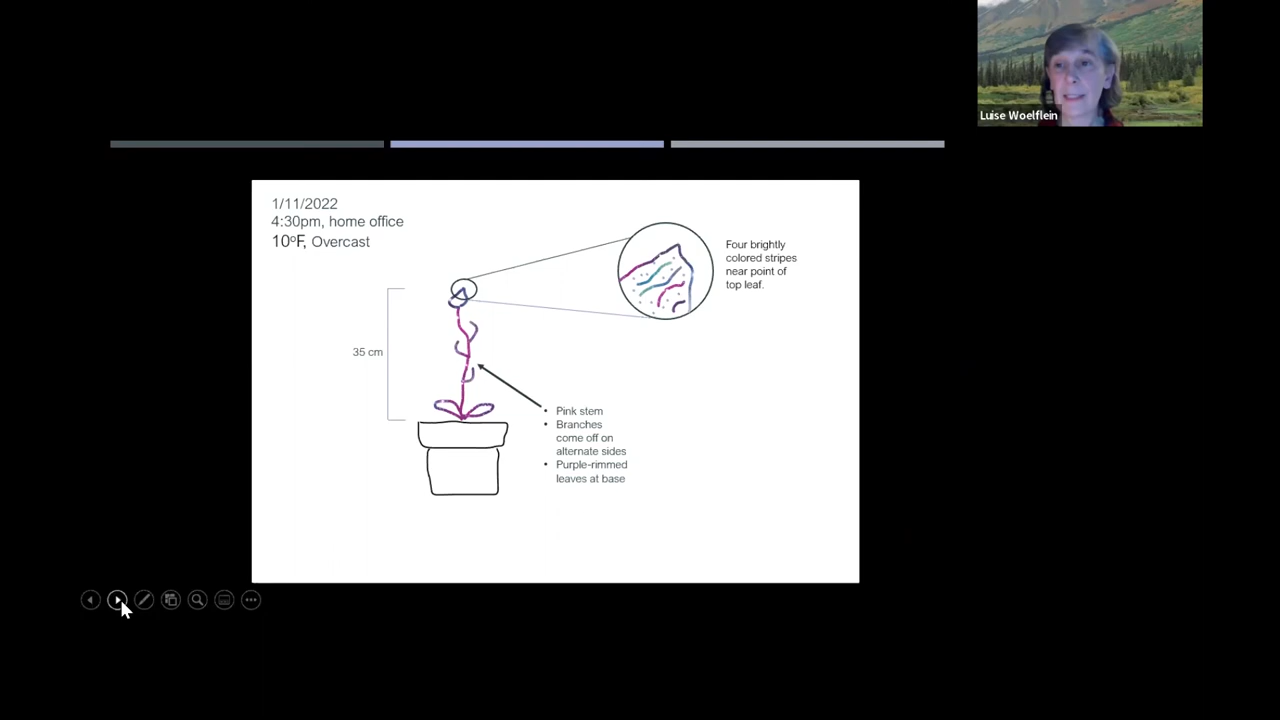 Luise Woelflein
1/11/2022
4:30pm, home office
10°F, Overcast
Four brightly
colored stripes
near point of
top leaf.
35 cm
• Pink stem
• Branches
come off on
alternate sides
• Purple-rimmed
leaves at base